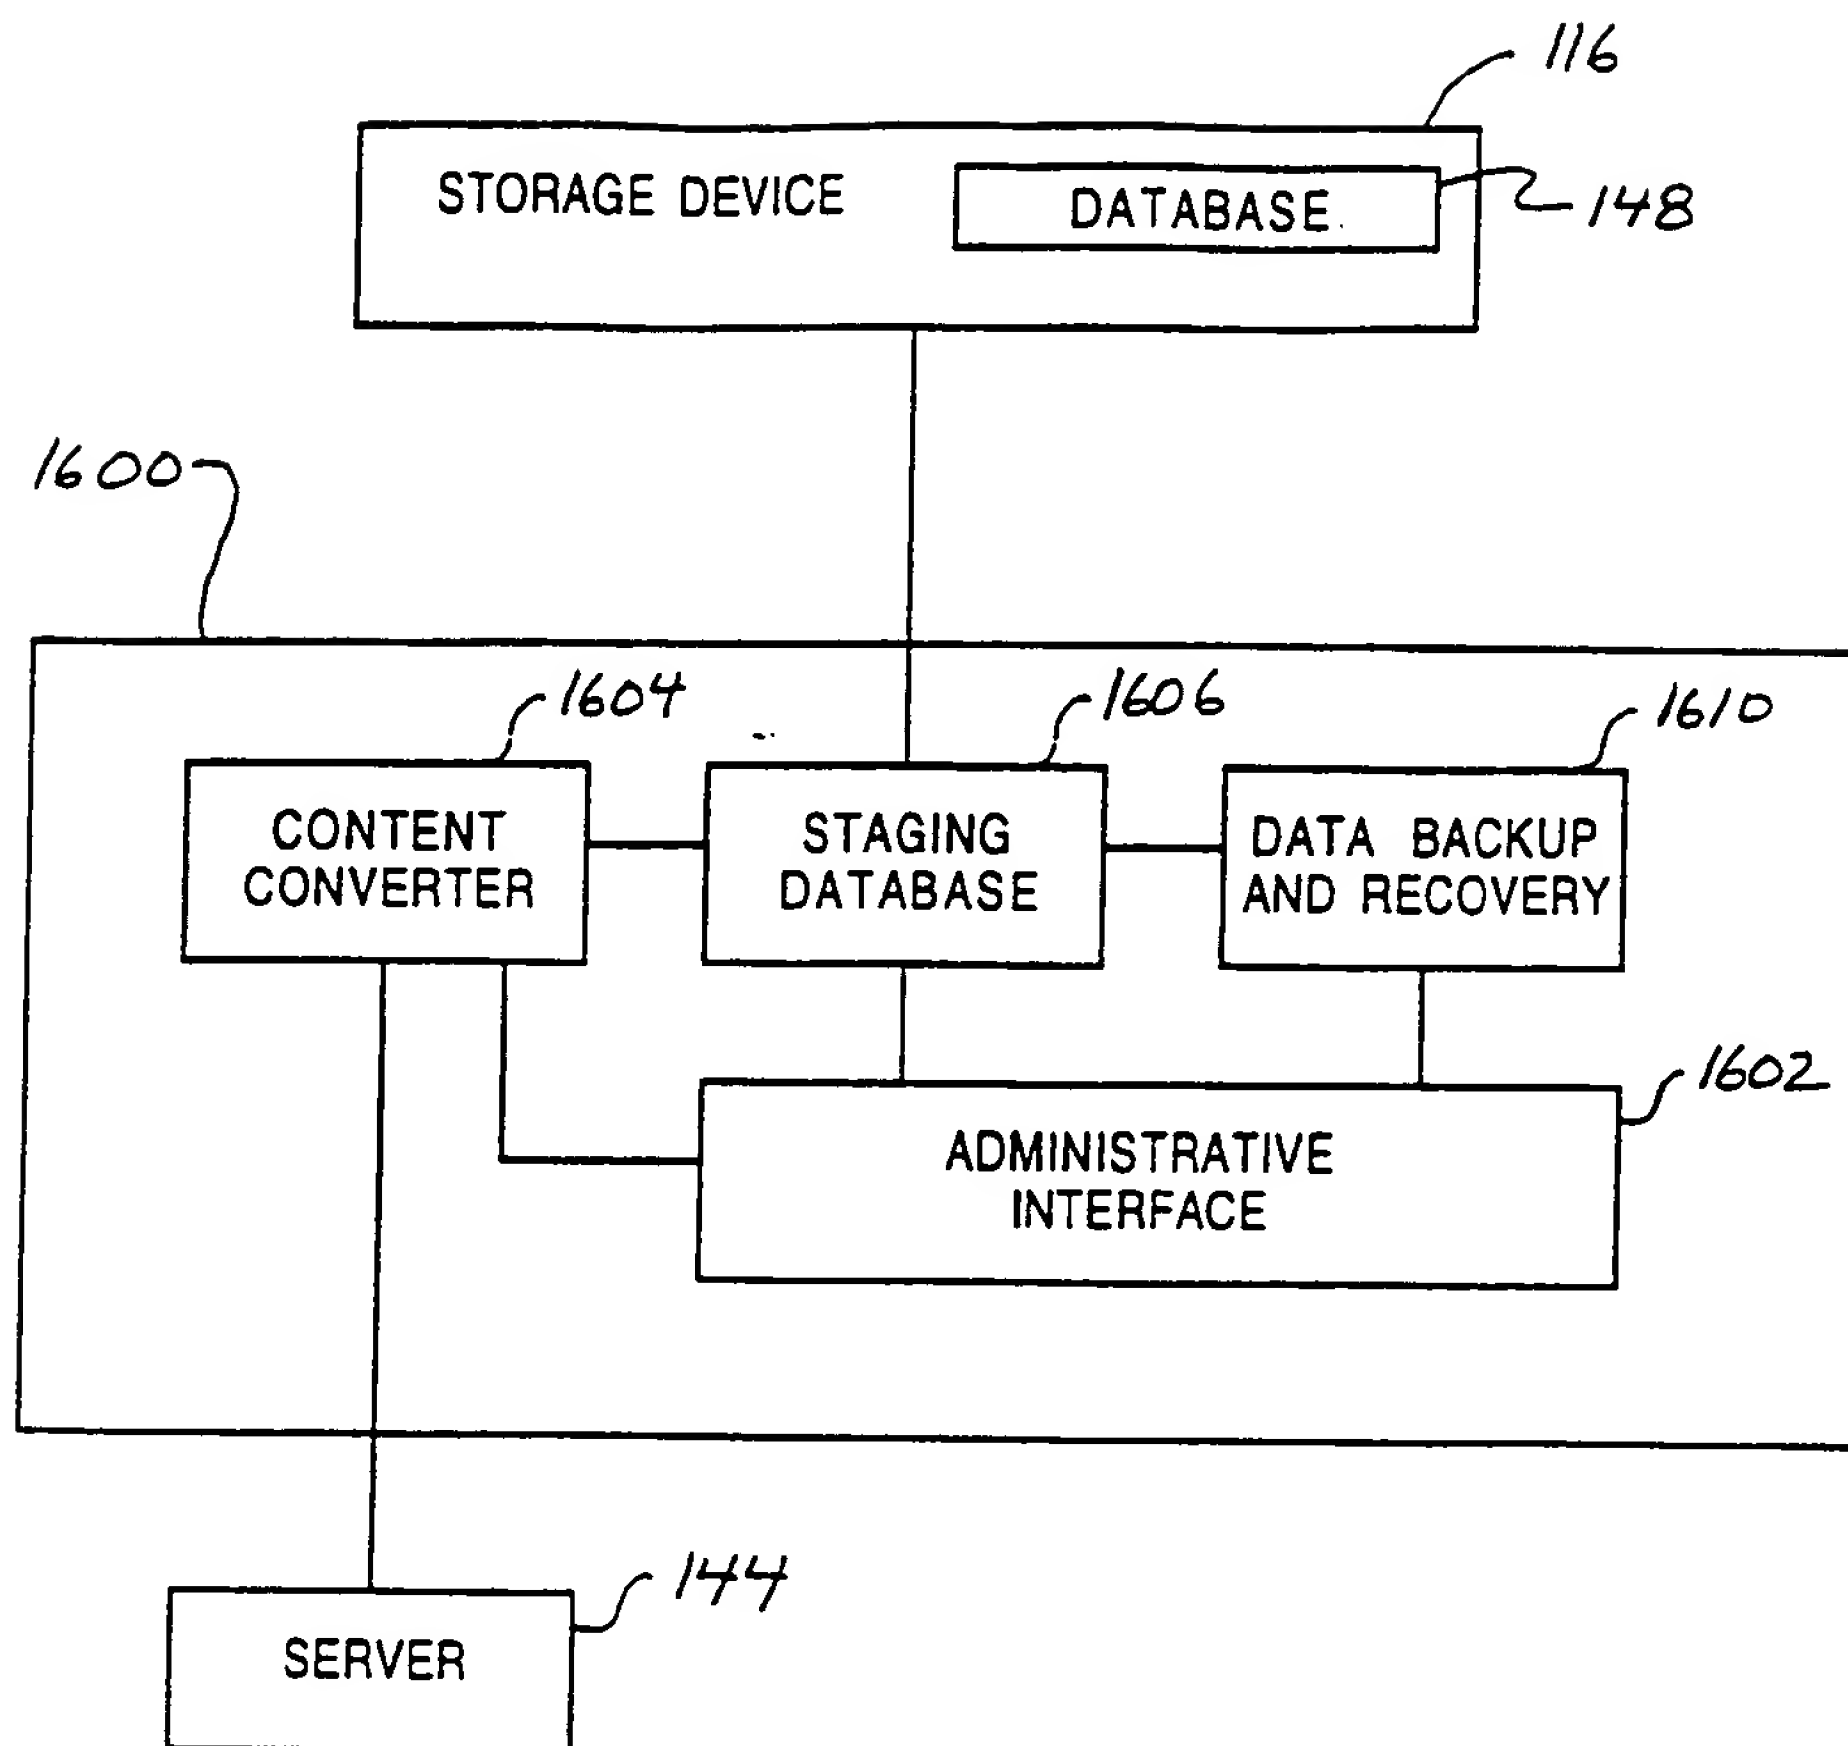 116
STORAGE DEVICE
DATABASE
148
1600
1604
1606
1610
CONTENT
CONVERTER
STAGING
DATABASE
DATA BACKUP
AND RECOVERY
1602
ADMINISTRATIVE
INTERFACE
144
SERVER